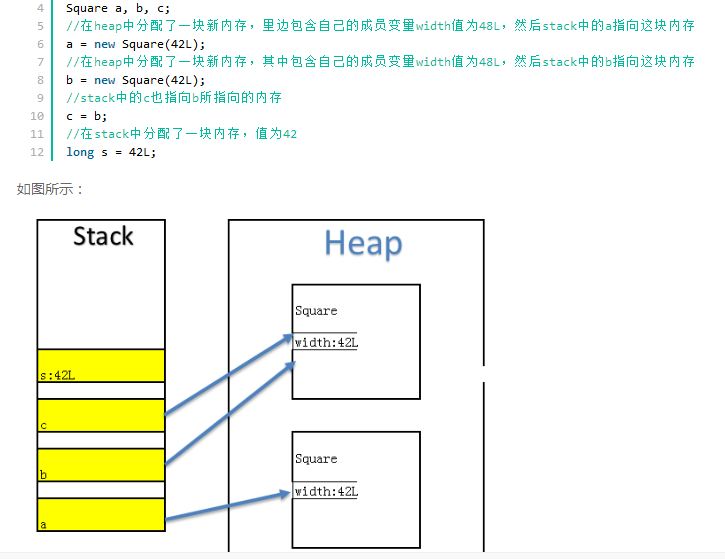 4 Square a, b, c;
5 //在heap中分配了一块新内存，里边包含自己的成员变量width值为48L，然后stack中的a指向这块内存
6 a = new Square(42L);
7 //在heap中分配了一块新内存，其中包含自己的成员变量width值为48L，然后stack中的b指向这块内存
8 b = new Square(42L);
9 //stack中的c也指向b所指向的内存
10 c = b;
11 //在stack中分配了一块内存，值为42
12 long s = 42L;
如图所示：
Stack
Heap
Square
width:42L
s:42L
c
b
Square
width:42L
a